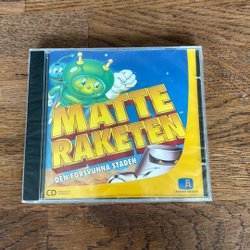 MATTE
RAKETEN
DEN FÖRSVUNNA STADEN
CD